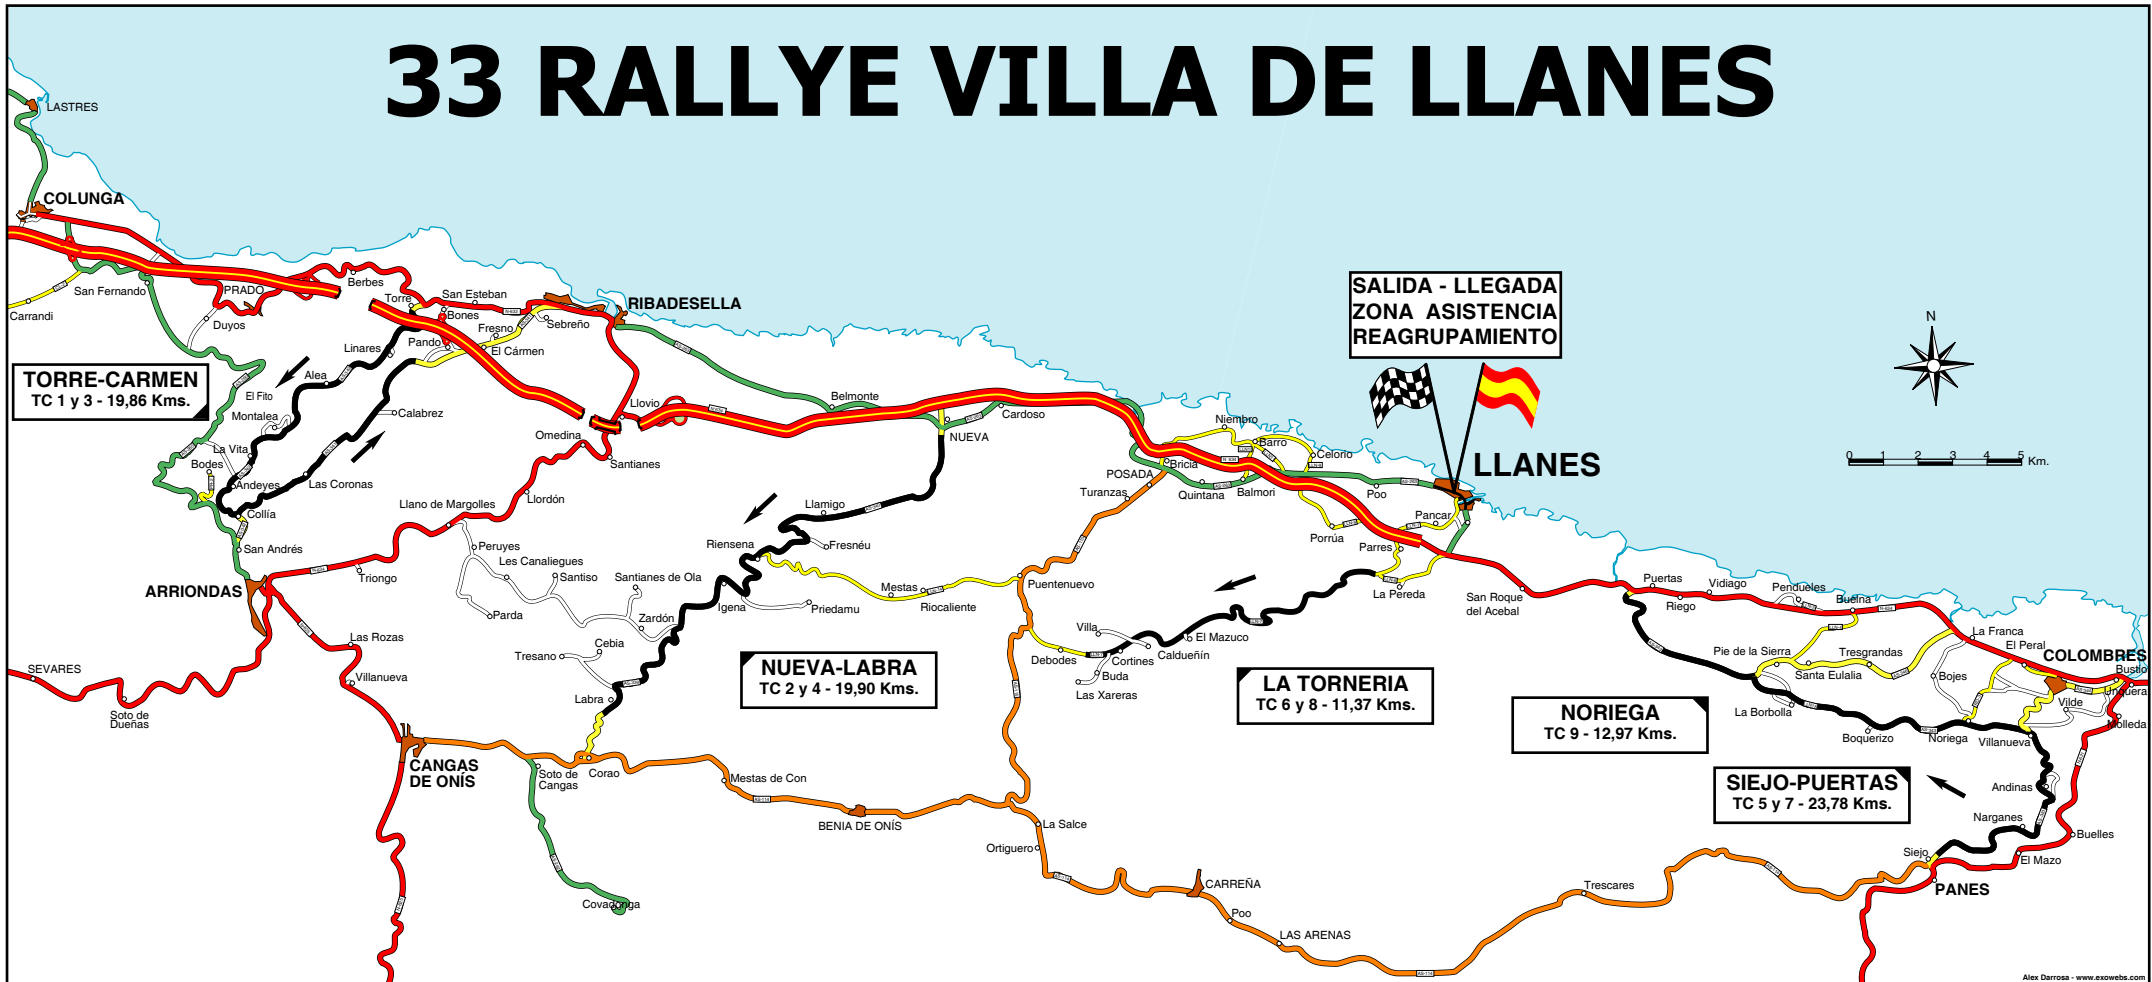 33 RALLYE VILLA DE LLANES
LASTRES
COLUNGA
San Fernando
Carrandi
PRADO
Duyos
Berbes
Torre
San Esteban
Bones
Fresno
Pando
El Cármen
Sebreño
RIBADESELLA
Linares
Alea
TORRE-CARMEN
TC 1 y 3 - 19,86 Kms.
El Fito
Montalea
La Vita
Bodes
Andeyes
Collía
Las Coronas
Calabrez
San Andrés
ARRIONDAS
Triongo
Llano de Margolles
Llordón
Omedina
Santianes
Llovio
Belmonte
NUEVA
Cardoso
SALIDA - LLEGADA
ZONA ASISTENCIA
REAGRUPAMIENTO
N
0 1 2 3 4 5 Km.
LLANES
Niembro
Barro
Celorio
Bricia
POSADA
Turanzas
Quintana
Balmori
Poo
Pancar
Porrúa
Parres
La Pereda
San Roque
del Acebal
Llamigo
Fresnéu
Riensena
Peruyes
Les Canaliegues
Santiso
Santianes de Ola
Parda
Igena
Priedamu
Mestas
Riocaliente
Puentenuevo
Zardón
Cebia
Tresano
Labra
NUEVA-LABRA
TC 2 y 4 - 19,90 Kms.
Villa
El Mazuco
Caldueñín
Debodes
Cortines
Buda
Las Xareras
LA TORNERIA
TC 6 y 8 - 11,37 Kms.
Puertas
Riego
Vidiago
Pendueles
Buelna
La Franca
El Peral
COLOMBRES
Bustio
Unquera
Pie de la Sierra
Tresgrandas
Santa Eulalia
Bojes
Vilde
Molleda
La Borbolla
Boquerizo
Noriega
Villanueva
NORIEGA
TC 9 - 12,97 Kms.
SIEJO-PUERTAS
TC 5 y 7 - 23,78 Kms.
Andinas
Narganes
Buelles
Siejo
El Mazo
PANES
SEVARES
Soto de
Dueñas
Las Rozas
Villanueva
CANGAS
DE ONÍS
Soto de
Cangas
Corao
Mestas de Con
BENIA DE ONÍS
Covadonga
La Salce
Ortiguero
CARREÑA
Poo
LAS ARENAS
Trescares
Alex Darrosa - www.exowebs.com